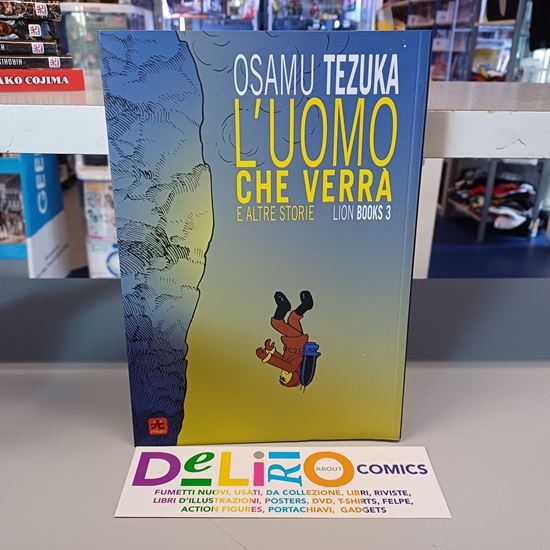 AKO COJIMA
OSAMU TEZUKA
L'UOMO
CHE VERRÀ
E ALTRE STORIE LION BOOKS 3
Hikari
DeLiRiO ABOUT COMICS
FUMETTI NUOVI, USATI, DA COLLEZIONE, LIBRI, RIVISTE,
LIBRI D'ILLUSTRAZIONI, POSTERS, DVD, T-SHIRTS, FELPE,
ACTION FIGURES, PORTACHIAVI, GADGETS